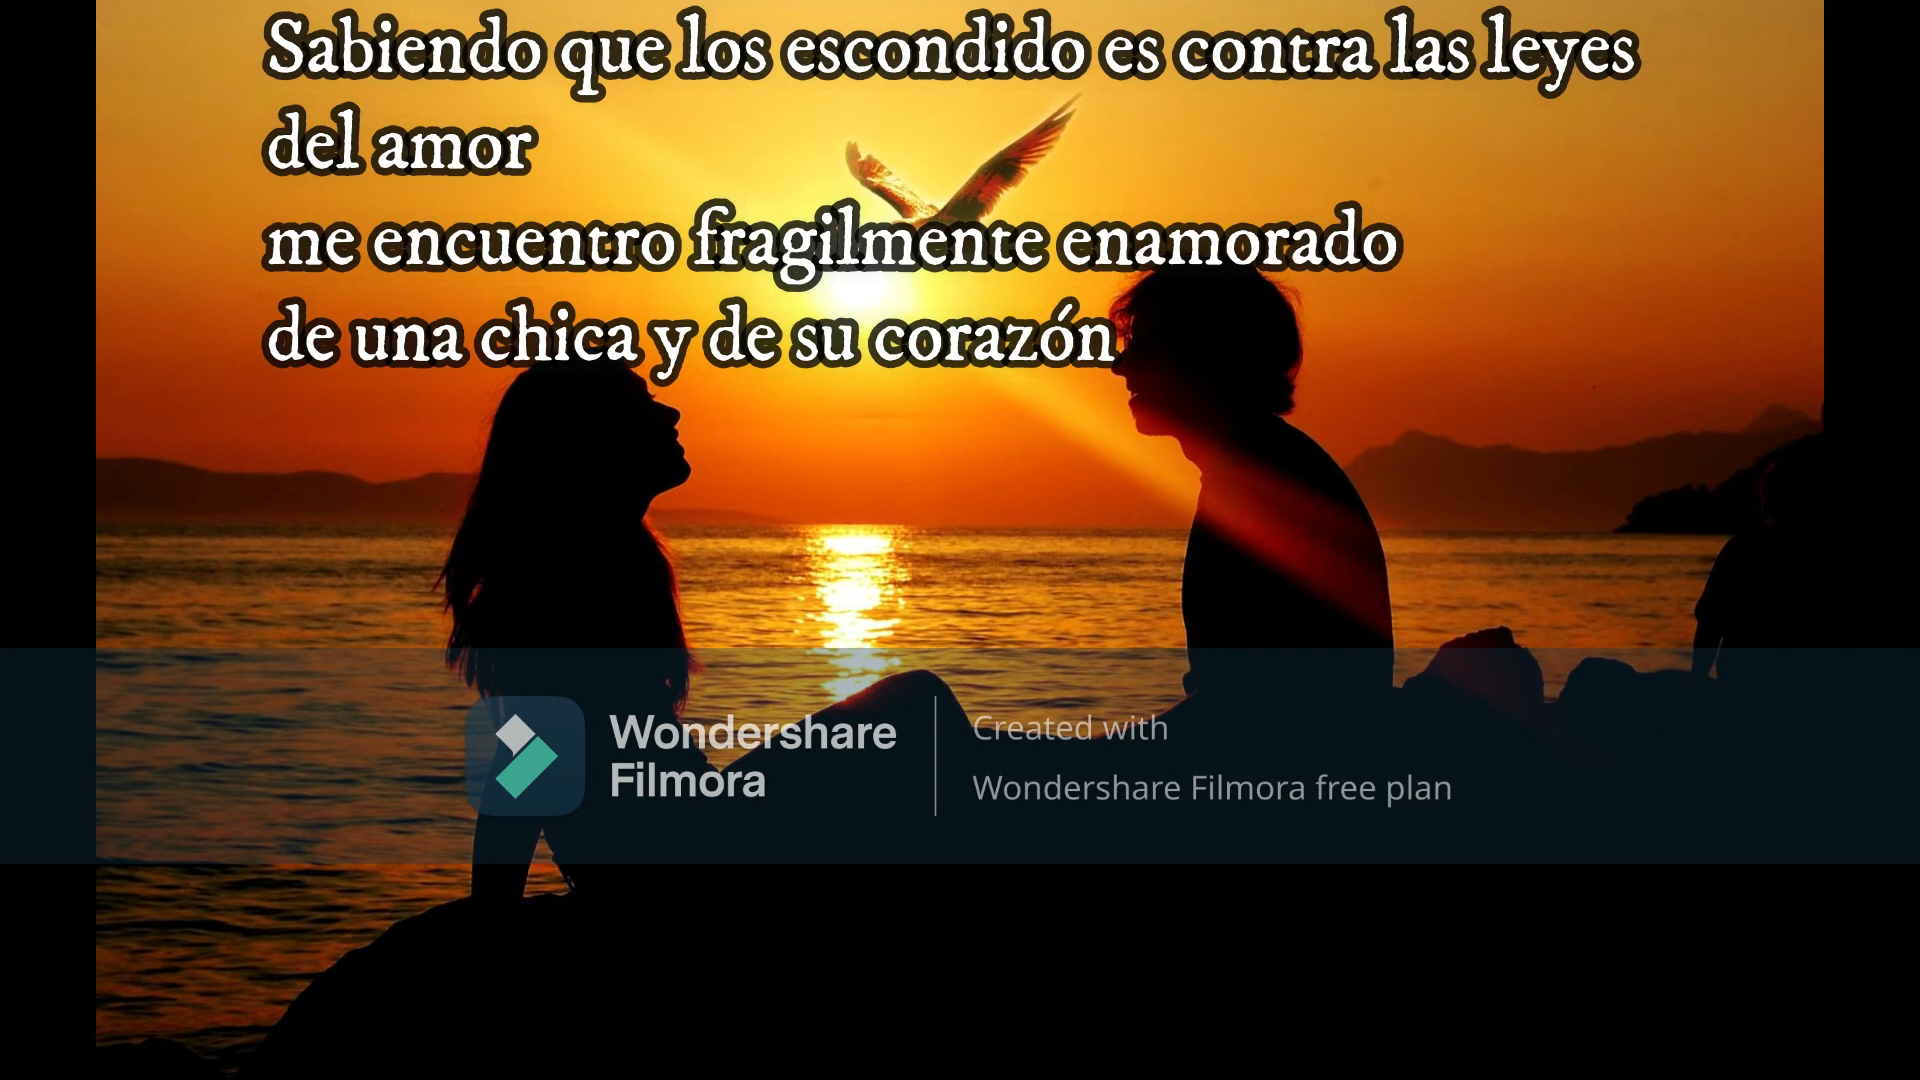 Sabiendo que los escondido es contra las leyes
del amor
me encuentro fragilmente enamorado
de una chica y de su corazón
Wondershare
Filmora
Created with
Wondershare Filmora free plan